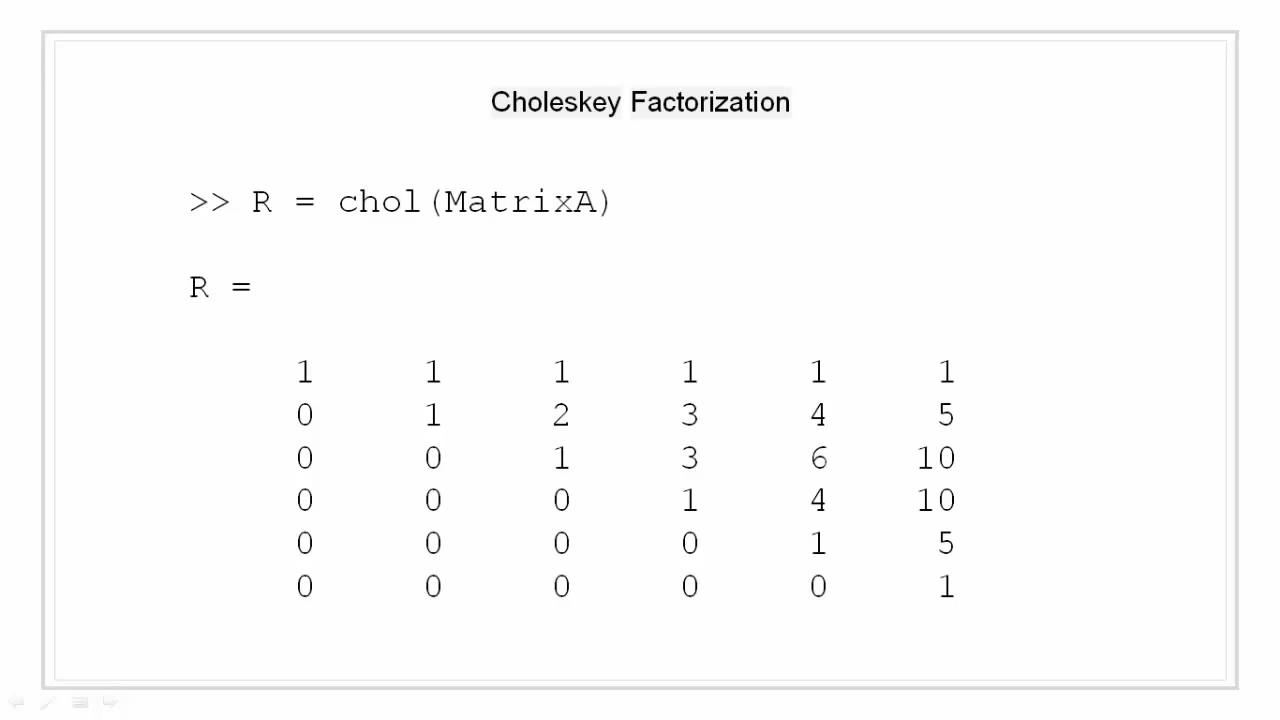 Choleskey Factorization
>> R = chol(MatrixA)
R =
1 1 1 1 1 1
0 1 2 3 4 5
0 0 1 3 6 10
0 0 0 1 4 10
0 0 0 0 1 5
0 0 0 0 0 1